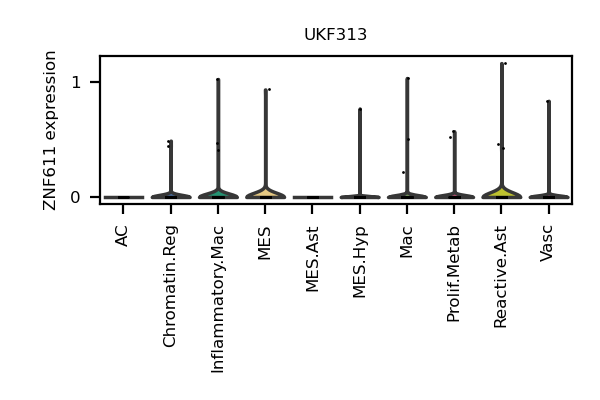 UKF313
ZNF611 expression
1
0
AC
Chromatin.Reg
Inflammatory.Mac
MES
MES.Ast
MES.Hyp
Mac
Prolif.Metab
Reactive.Ast
Vasc